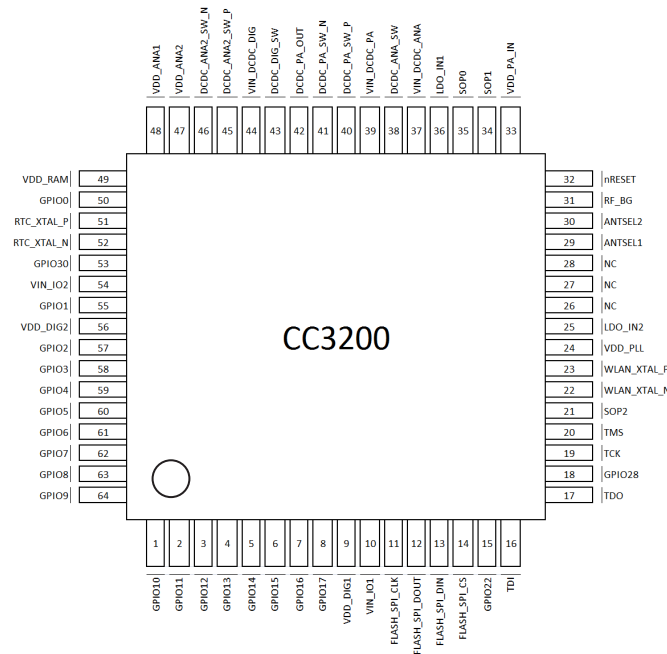 VDD_ANA1
VDD_ANA2
DCDC_ANA2_SW_N
DCDC_ANA2_SW_P
VIN_DCDC_DIG
DCDC_DIG_SW
DCDC_PA_OUT
DCDC_PA_SW_N
DCDC_PA_SW_P
VIN_DCDC_PA
DCDC_ANA_SW
VIN_DCDC_ANA
LDO_IN1
SOP0
SOP1
VDD_PA_IN
48 47 46 45 44 43 42 41 40 39 38 37 36 35 34 33
VDD_RAM 49
GPIO0 50
RTC_XTAL_P 51
RTC_XTAL_N 52
GPIO30 53
VIN_IO2 54
GPIO1 55
VDD_DIG2 56
GPIO2 57
GPIO3 58
GPIO4 59
GPIO5 60
GPIO6 61
GPIO7 62
GPIO8 63
GPIO9 64
CC3200
32 nRESET
31 RF_BG
30 ANTSEL2
29 ANTSEL1
28 NC
27 NC
26 NC
25 LDO_IN2
24 VDD_PLL
23 WLAN_XTAL_P
22 WLAN_XTAL_N
21 SOP2
20 TMS
19 TCK
18 GPIO28
17 TDO
1 2 3 4 5 6 7 8 9 10 11 12 13 14 15 16
GPIO10
GPIO11
GPIO12
GPIO13
GPIO14
GPIO15
GPIO16
GPIO17
VDD_DIG1
VIN_IO1
FLASH_SPI_CLK
FLASH_SPI_DOUT
FLASH_SPI_DIN
FLASH_SPI_CS
GPIO22
TDI